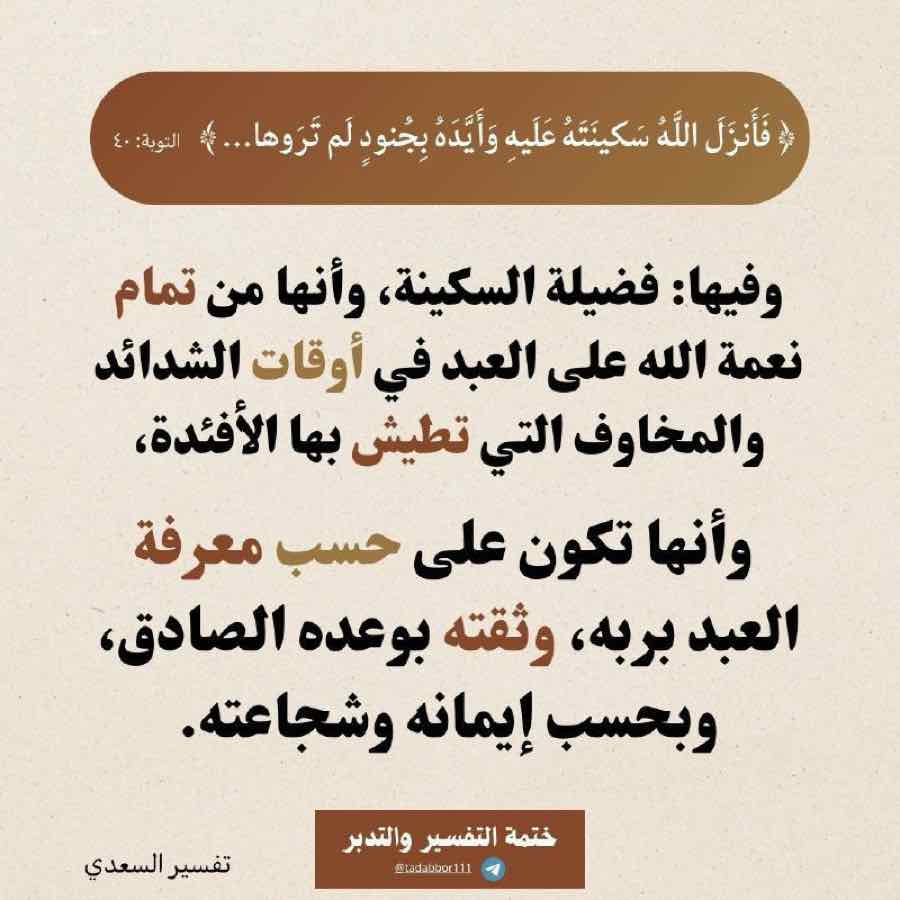 ﴿ فَأَنزَلَ اللَّهُ سَكينَتَهُ عَلَيهِ وَأَيَّدَهُ بِجُنودٍ لَم تَرَوها... ﴾ التوبة: ٤٠
وفيها: فضيلة السكينة، وأنها من تمام
نعمة الله على العبد في أوقات الشدائد
والمخاوف التي تطيش بها الأفئدة،
وأنها تكون على حسب معرفة
العبد بربه، وثقته بوعده الصادق،
وبحسب إيمانه وشجاعته.
ختمة التفسير والتدبر
@tadabbor111
تفسير السعدي